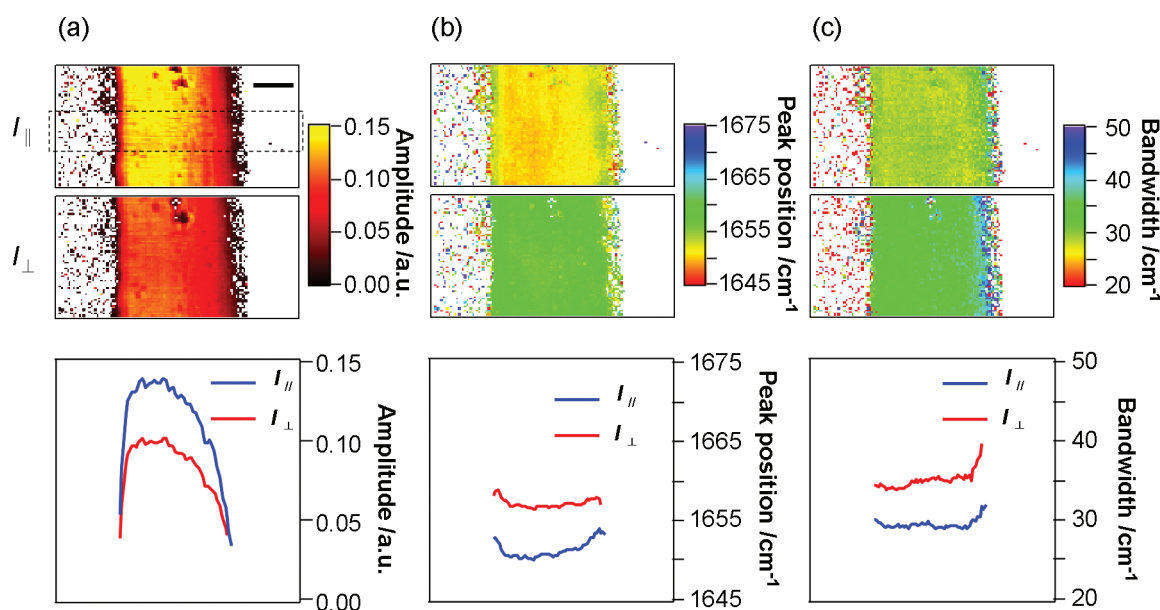 (a)
(b)
(c)
I∥
I⊥
0.15
0.10
0.05
0.00
Amplitude /a.u.
1675
1665
1655
1645
Peak position /cm⁻¹
50
40
30
20
Bandwidth /cm⁻¹
I//
I⊥
0.15
0.10
0.05
0.00
Amplitude /a.u.
I//
I⊥
1675
1665
1655
1645
Peak position /cm⁻¹
I//
I⊥
50
40
30
20
Bandwidth /cm⁻¹